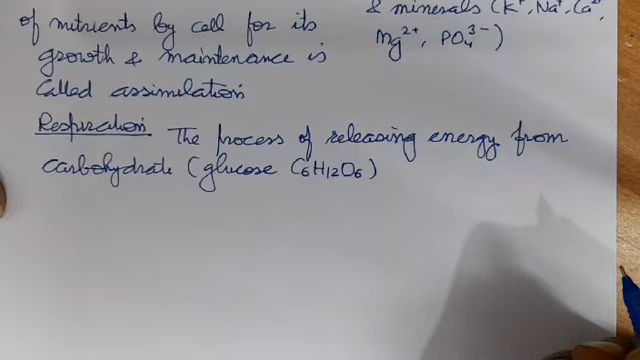 of nutrients by cell for its
growth & maintenance is
called assimilation
& minerals (K⁺, Na⁺, Ca²⁺,
Mg²⁺, PO₄³⁻)
Respiration The process of releasing energy from
carbohydrate (glucose C₆H₁₂O₆)